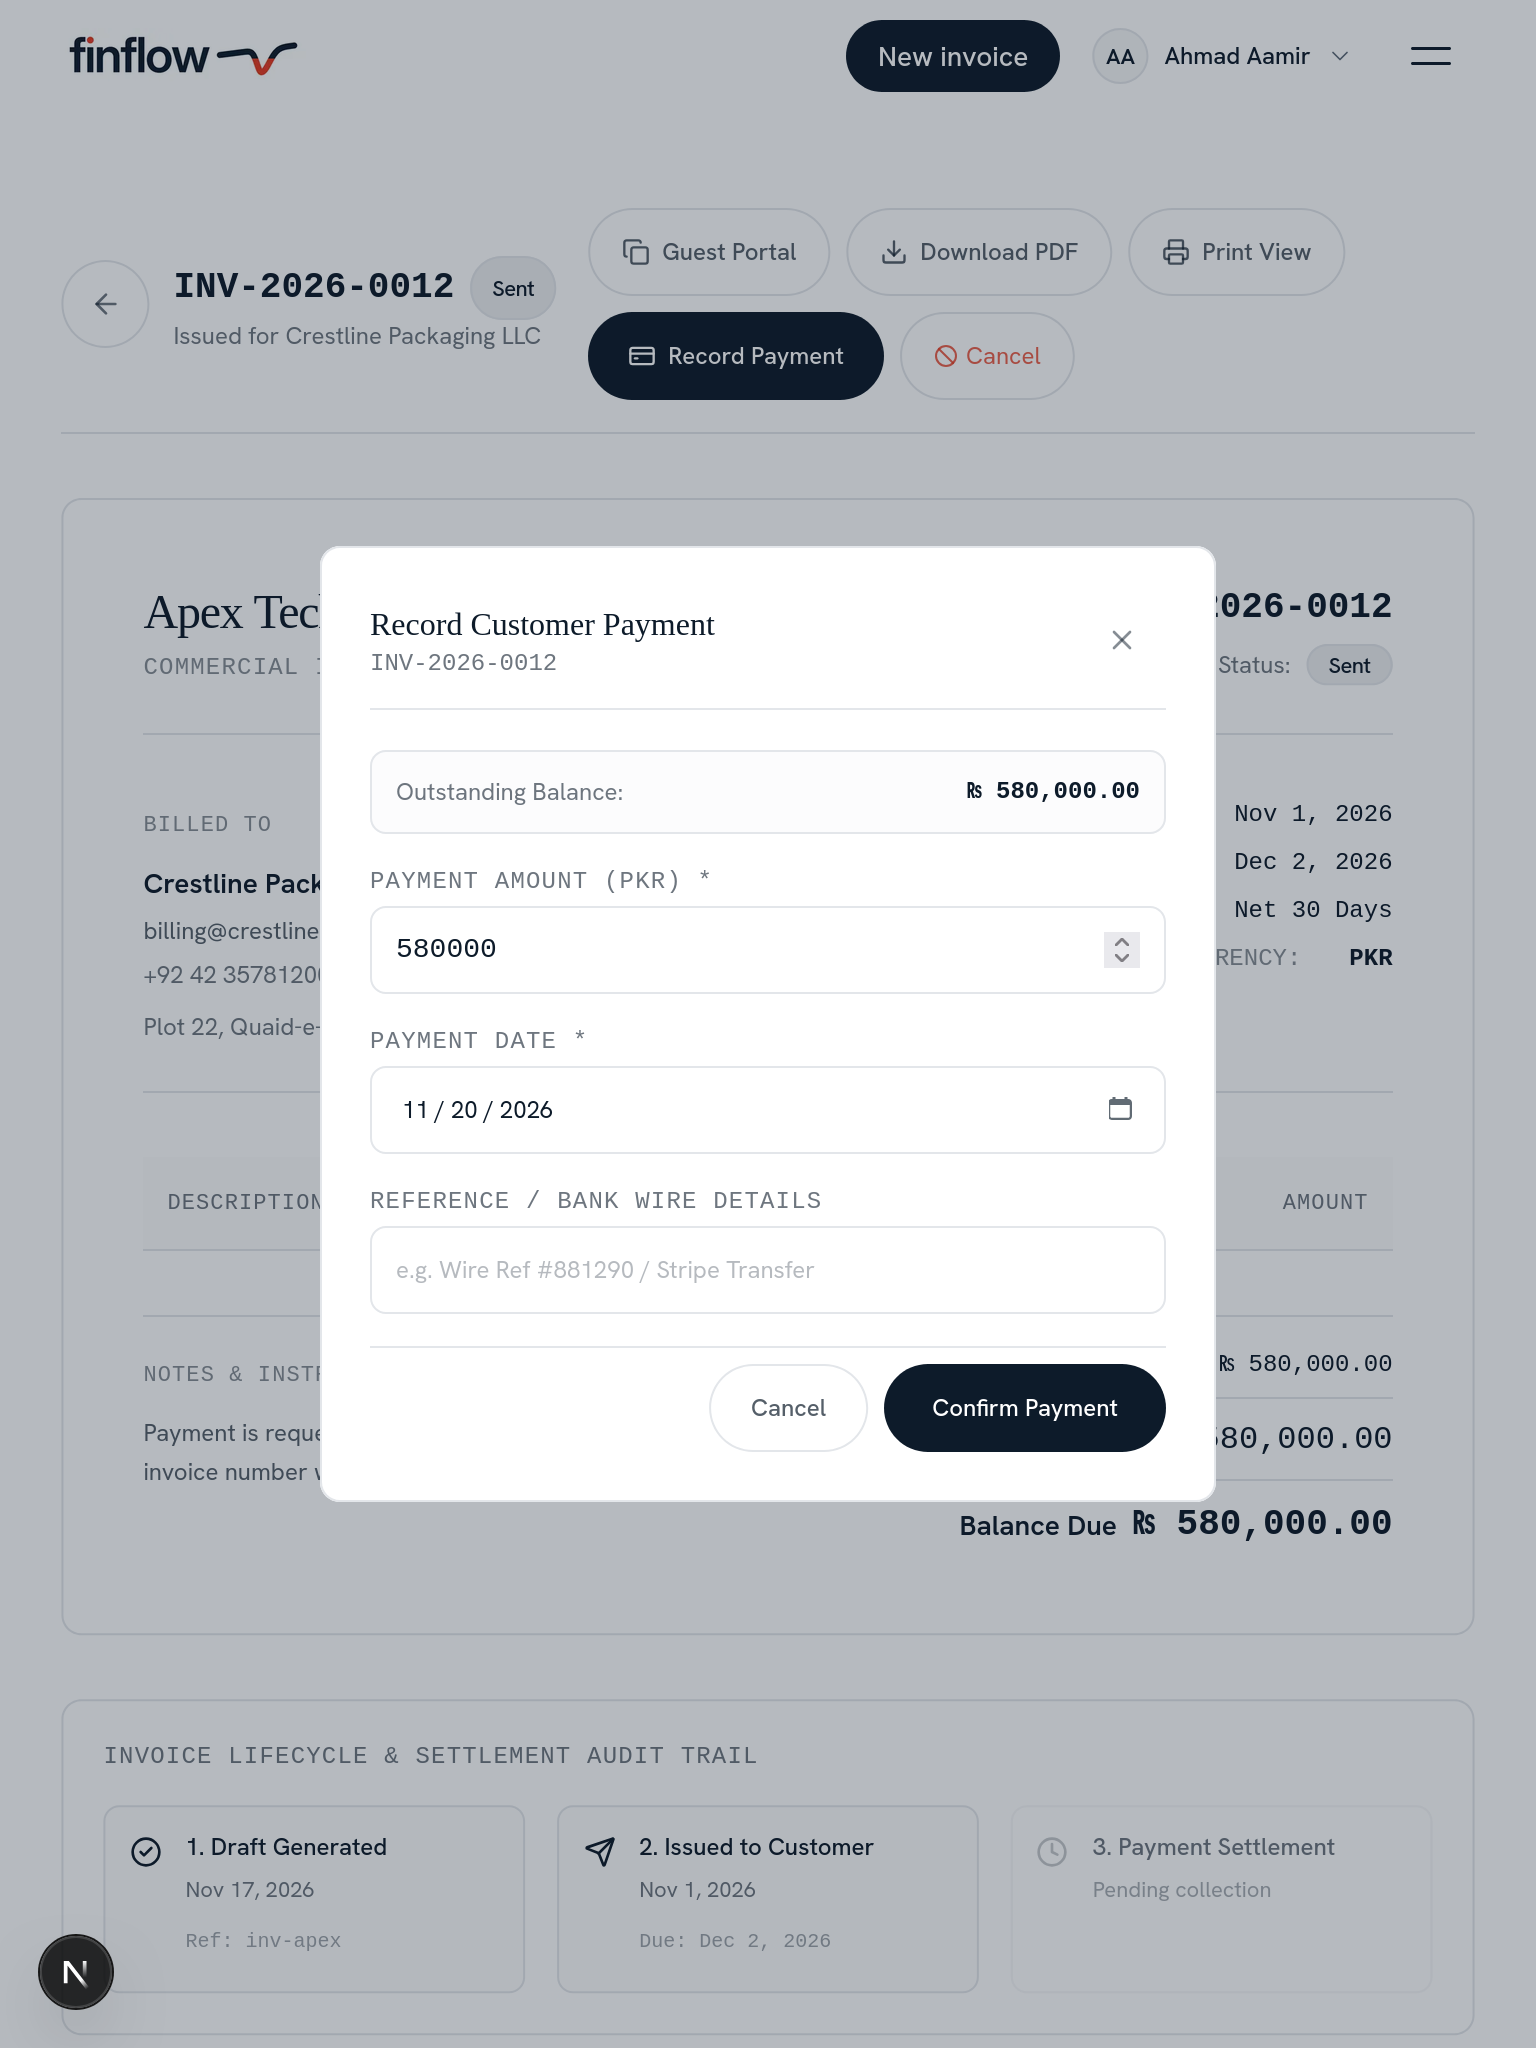 finflow
New invoice
AA Ahmad Aamir
Guest Portal
Download PDF
Print View
INV-2026-0012 Sent
Issued for Crestline Packaging LLC
Record Payment
Cancel
Apex Tec
2026-0012
COMMERCIAL
Status: Sent
Record Customer Payment
INV-2026-0012
Outstanding Balance: ₨ 580,000.00
PAYMENT AMOUNT (PKR) *
580000
PAYMENT DATE *
11 / 20 / 2026
REFERENCE / BANK WIRE DETAILS
e.g. Wire Ref #881290 / Stripe Transfer
Cancel
Confirm Payment
BILLED TO
Crestline Pack
billing@crestline
+92 42 3578120
Plot 22, Quaid-e-
Nov 1, 2026
Dec 2, 2026
Net 30 Days
RENCY: PKR
DESCRIPTION
AMOUNT
NOTES & INST
Payment is reque
invoice number
₨ 580,000.00
580,000.00
Balance Due ₨ 580,000.00
INVOICE LIFECYCLE & SETTLEMENT AUDIT TRAIL
1. Draft Generated
Nov 17, 2026
Ref: inv-apex
2. Issued to Customer
Nov 1, 2026
Due: Dec 2, 2026
3. Payment Settlement
Pending collection
N